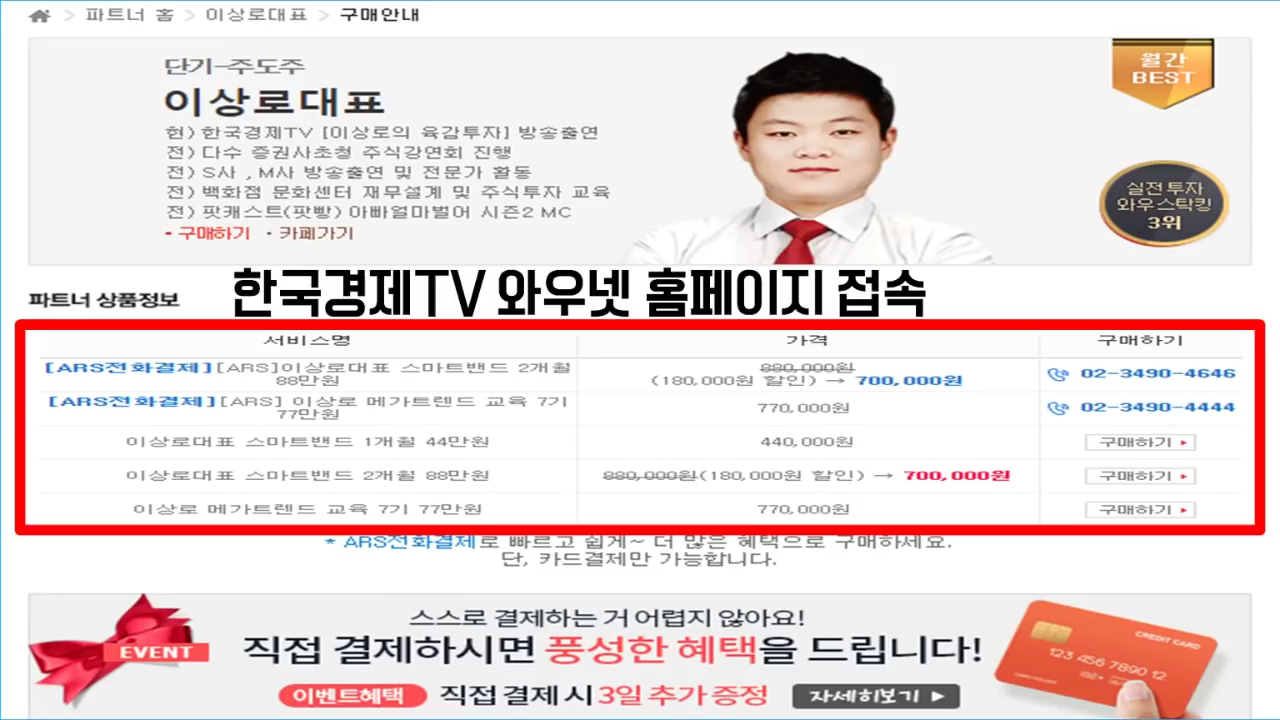 파트너 홈 > 이상로대표 > 구매안내
단기-주도주
이상로대표
현) 한국경제TV [이상로의 육감투자] 방송출연
전) 다수 증권사초청 주식강연회 진행
전) S사 , M사 방송출연 및 전문가 활동
전) 백화점 문화센터 재무설계 및 주식투자 교육
전) 팟캐스트(팟빵) 아빠얼마벌어 시즌2 MC
• 구매하기 • 카페가기
월간
BEST
실전 투자
와우 스탁킹
3위
파트너 상품정보
한국경제TV 와우넷 홈페이지 접속
서비스명 가격 구매하기
[ARS전화결제] [ARS]이상로대표 스마트밴드 2개월
88만원
880,000원
(180,000원 할인) → 700,000원
02-3490-4646
[ARS전화결제] [ARS] 이상로 메가트렌드 교육 7기
77만원
770,000원
02-3490-4444
이상로대표 스마트밴드 1개월 44만원 440,000원 구매하기
이상로대표 스마트밴드 2개월 88만원 880,000원(180,000원 할인) → 700,000원 구매하기
이상로 메가트렌드 교육 7기 77만원 770,000원 구매하기
* ARS전화결제로 빠르고 쉽게~ 더 많은 혜택으로 구매하세요.
단, 카드결제만 가능합니다.
EVENT
스스로 결제하는 거 어렵지 않아요!
직접 결제하시면 풍성한 혜택을 드립니다!
이벤트혜택 직접 결제 시 3일 추가 증정 자세히보기 ▶
CREDIT CARD
123 456 7890 12